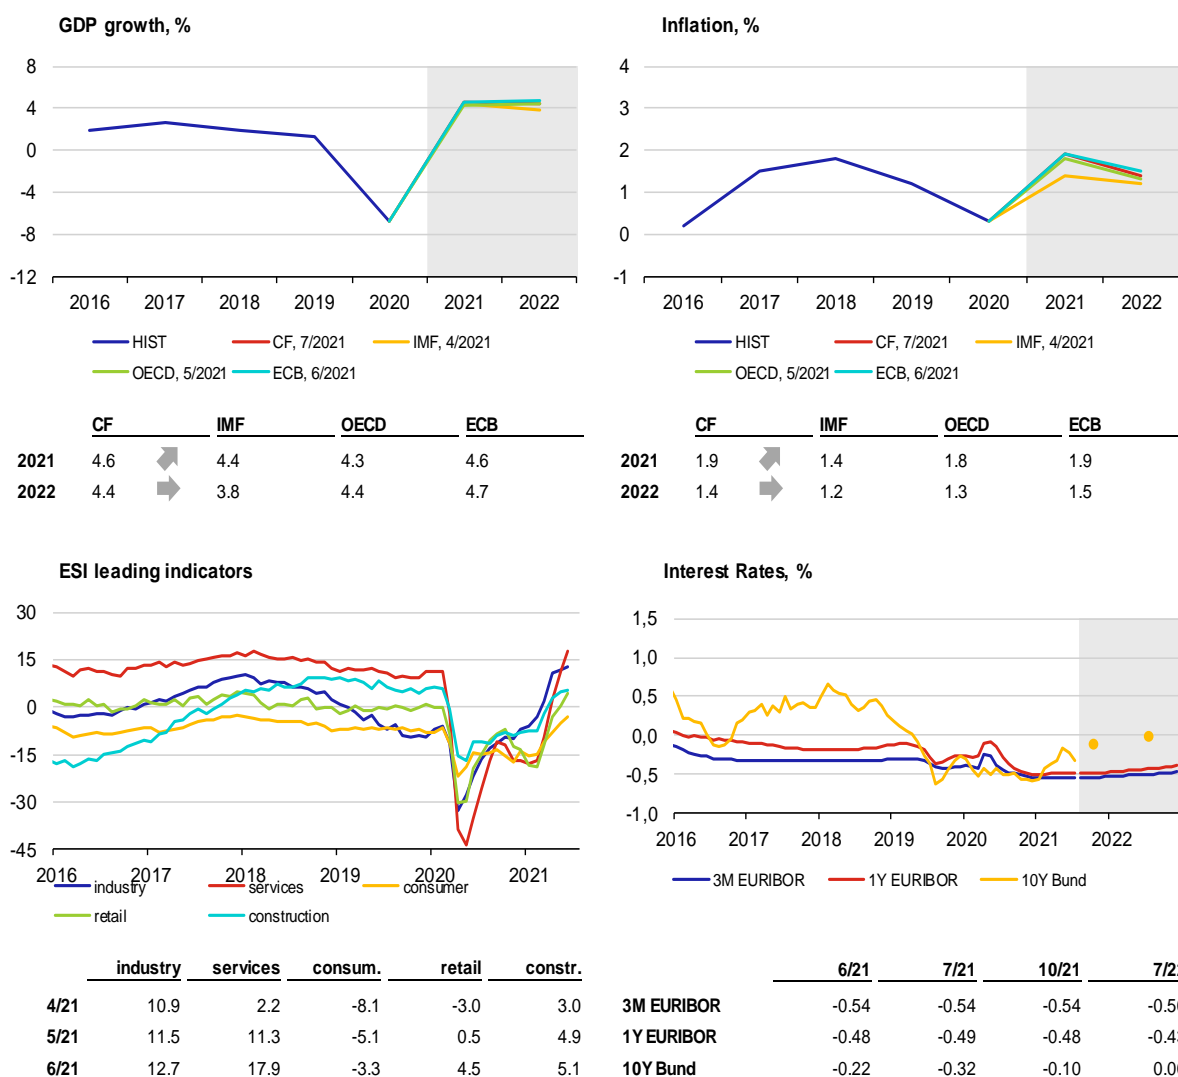 GDP growth, %
8
4
0
-4
-8
-12
2016 2017 2018 2019 2020 2021 2022
HIST CF, 7/2021 IMF, 4/2021
OECD, 5/2021 ECB, 6/2021
CF IMF OECD ECB
2021 4.6 4.4 4.3 4.6
2022 4.4 3.8 4.4 4.7
Inflation, %
4
3
2
1
0
-1
2016 2017 2018 2019 2020 2021 2022
HIST CF, 7/2021 IMF, 4/2021
OECD, 5/2021 ECB, 6/2021
CF IMF OECD ECB
2021 1.9 1.4 1.8 1.9
2022 1.4 1.2 1.3 1.5
ESI leading indicators
30
15
0
-15
-30
-45
2016 2017 2018 2019 2020 2021
industry services consumer
retail construction
industry services consum. retail constr.
4/21 10.9 2.2 -8.1 -3.0 3.0
5/21 11.5 11.3 -5.1 0.5 4.9
6/21 12.7 17.9 -3.3 4.5 5.1
Interest Rates, %
1,5
1,0
0,5
0,0
-0,5
-1,0
2016 2017 2018 2019 2020 2021 2022
3M EURIBOR 1Y EURIBOR 10Y Bund
6/21 7/21 10/21
3M EURIBOR -0.54 -0.54 -0.54
1Y EURIBOR -0.48 -0.49 -0.48
10Y Bund -0.22 -0.32 -0.10